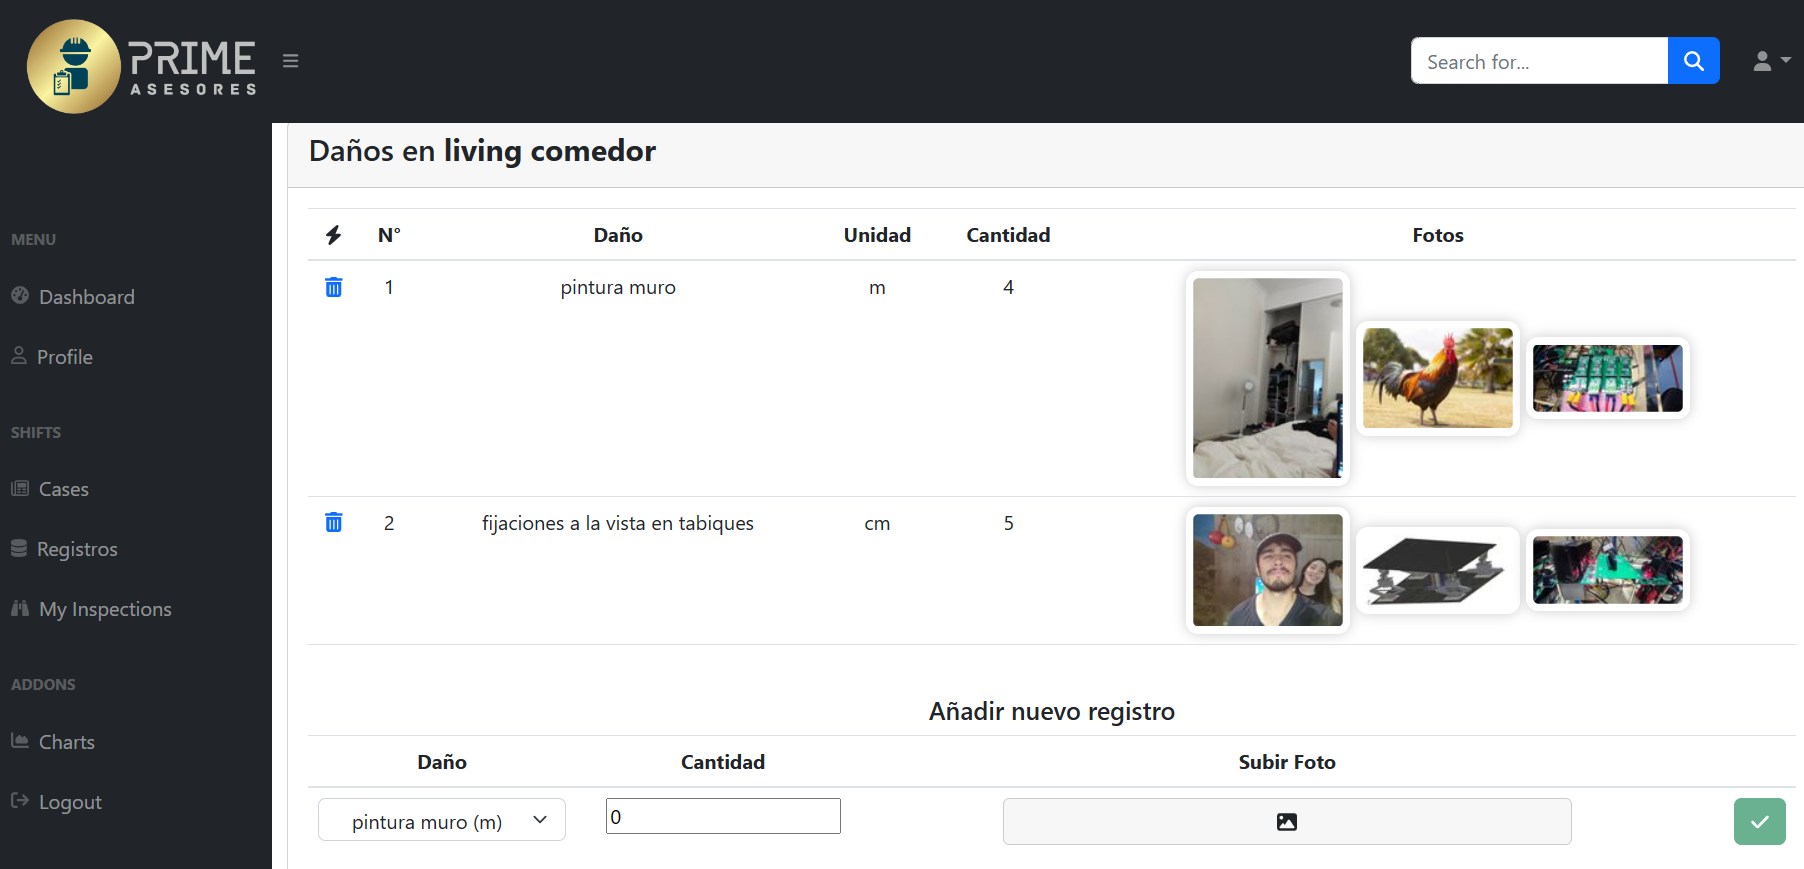 PRIME
ASESORES
Search for...
MENU
Dashboard
Profile
SHIFTS
Cases
Registros
My Inspections
ADDONS
Charts
Logout
Daños en living comedor
N° Daño Unidad Cantidad Fotos
1 pintura muro m 4
2 fijaciones a la vista en tabiques cm 5
Añadir nuevo registro
Daño Cantidad Subir Foto
pintura muro (m) 0